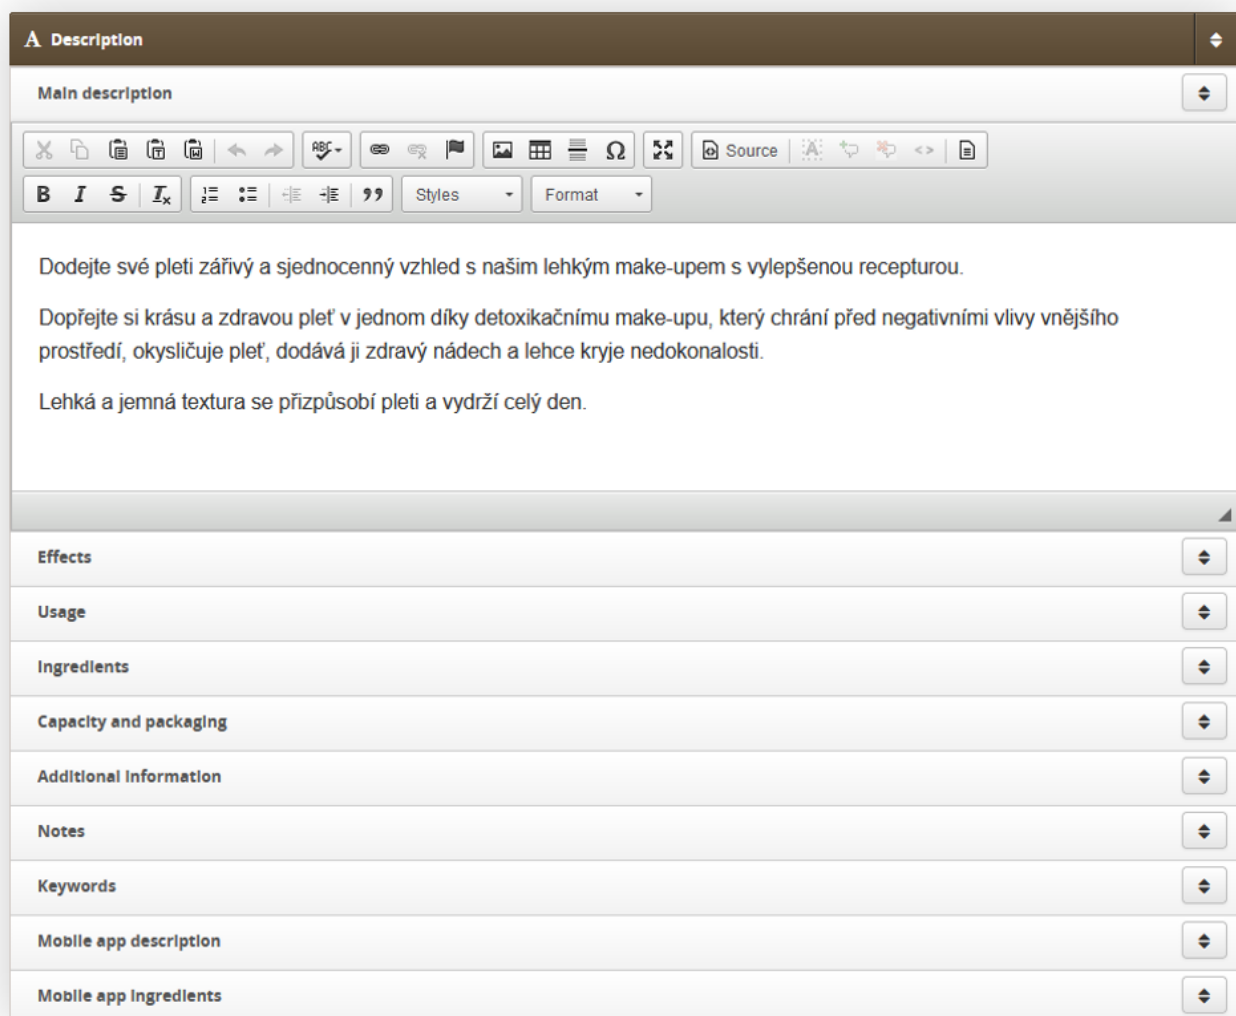 A Description
Main description
ABC
Ω
Source
A
B I S Ix
Styles
Format
Dodejte své pleti zářivý a sjednocenný vzhled s našim lehkým make-upem s vylepšenou recepturou.
Dopřejte si krásu a zdravou pleť v jednom díky detoxikačnímu make-upu, který chrání před negativními vlivy vnějšího
prostředí, okysličuje pleť, dodává ji zdravý nádech a lehce kryje nedokonalosti.
Lehká a jemná textura se přizpůsobí pleti a vydrží celý den.
Effects
Usage
Ingredients
Capacity and packaging
Additional information
Notes
Keywords
Mobile app description
Mobile app ingredients